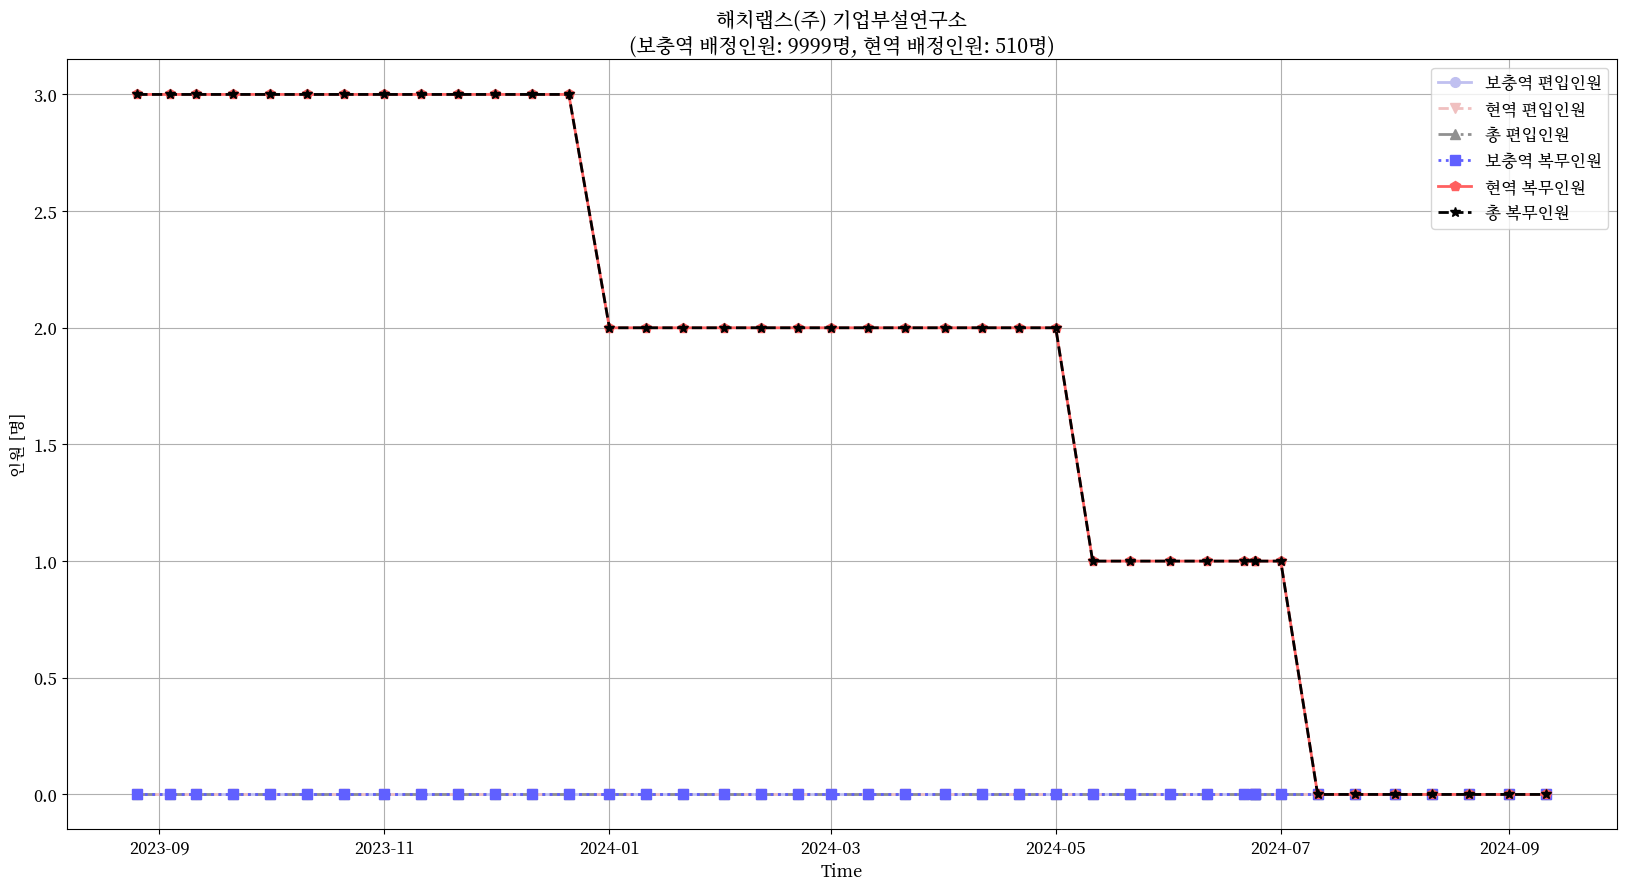 해치랩스(주) 기업부설연구소
(보충역 배정인원: 9999명, 현역 배정인원: 510명)
보충역 편입인원
현역 편입인원
총 편입인원
보충역 복무인원
현역 복무인원
총 복무인원
인원 [명]
3.0
2.5
2.0
1.5
1.0
0.5
0.0
2023-09 2023-11 2024-01 2024-03 2024-05 2024-07 2024-09
Time